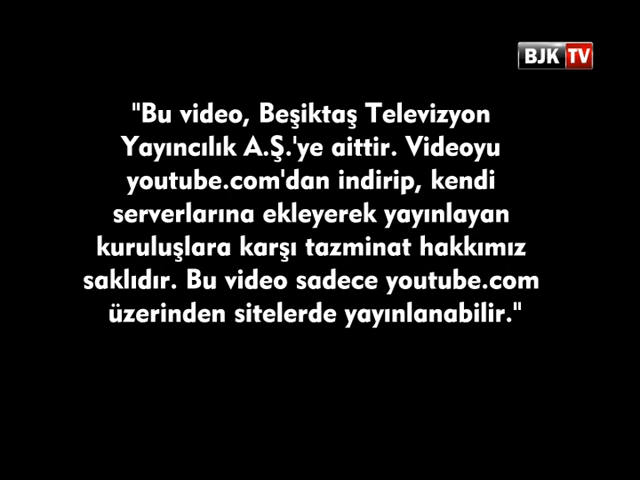 BJK TV
"Bu video, Beşiktaş Televizyon
Yayıncılık A.Ş.'ye aittir. Videoyu
youtube.com'dan indirip, kendi
serverlarına ekleyerek yayınlayan
kuruluşlara karşı tazminat hakkımız
saklıdır. Bu video sadece youtube.com
üzerinden sitelerde yayınlanabilir."